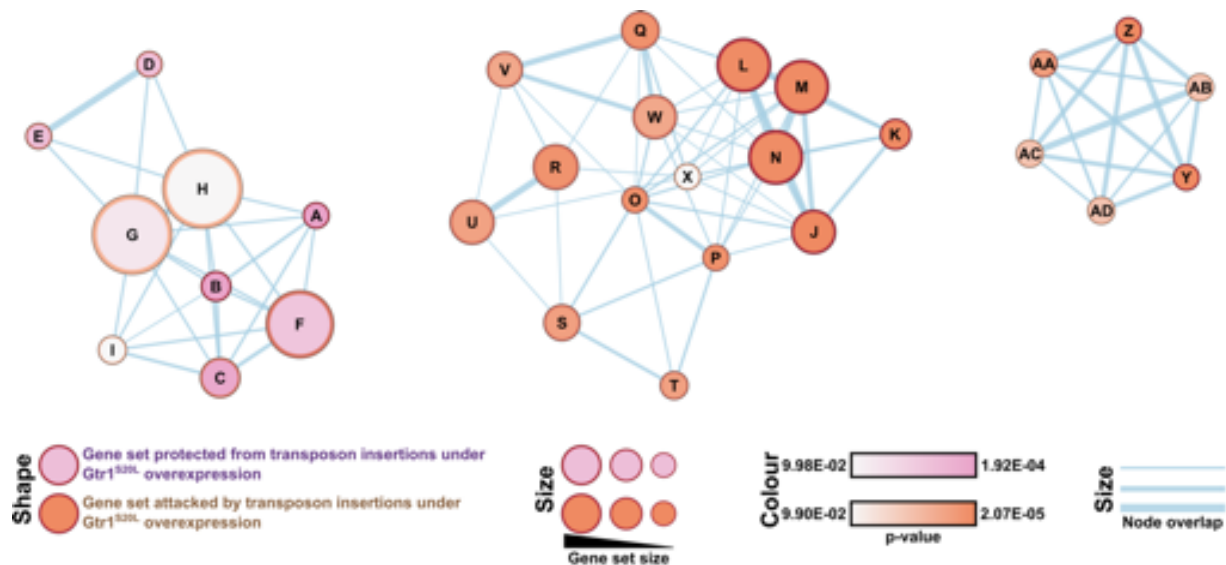 D
E
H
G
A
B
F
I
C
Q
L
V
M
W
K
N
R
X
O
U
J
P
S
T
Z
AA
AB
AC
Y
AD
Shape
Gene set protected from transposon insertions under
Gtr1S20L overexpression
Gene set attacked by transposon insertions under
Gtr1S20L overexpression
Size
Gene set size
Colour
9.98E-02 1.92E-04
9.90E-02 2.07E-05
p-value
Size
Node overlap